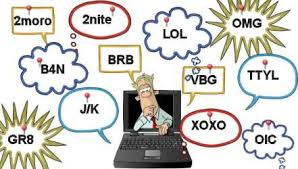 2moro
2nite
LOL
OMG
B4N
BRB
VBG
TTYL
J/K
XOXO
GR8
OIC